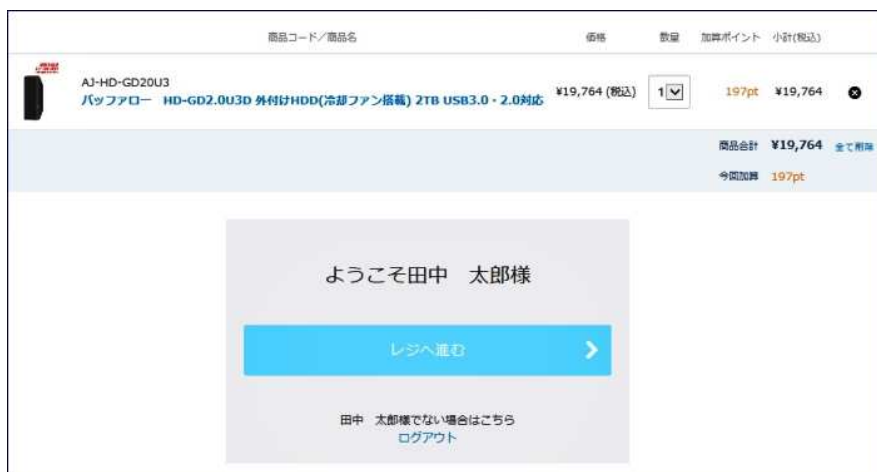 商品コード／商品名 価格 数量 加算ポイント 小計(税込)
AJ-HD-GD20U3
バッファロー HD-GD2.0U3D 外付けHDD(冷却ファン搭載) 2TB USB3.0・2.0対応
¥19,764 (税込) 1 197pt ¥19,764
商品合計 ¥19,764 全て削除
今回加算 197pt
ようこそ田中 太郎様
レジへ進む
田中 太郎様でない場合はこちら
ログアウト